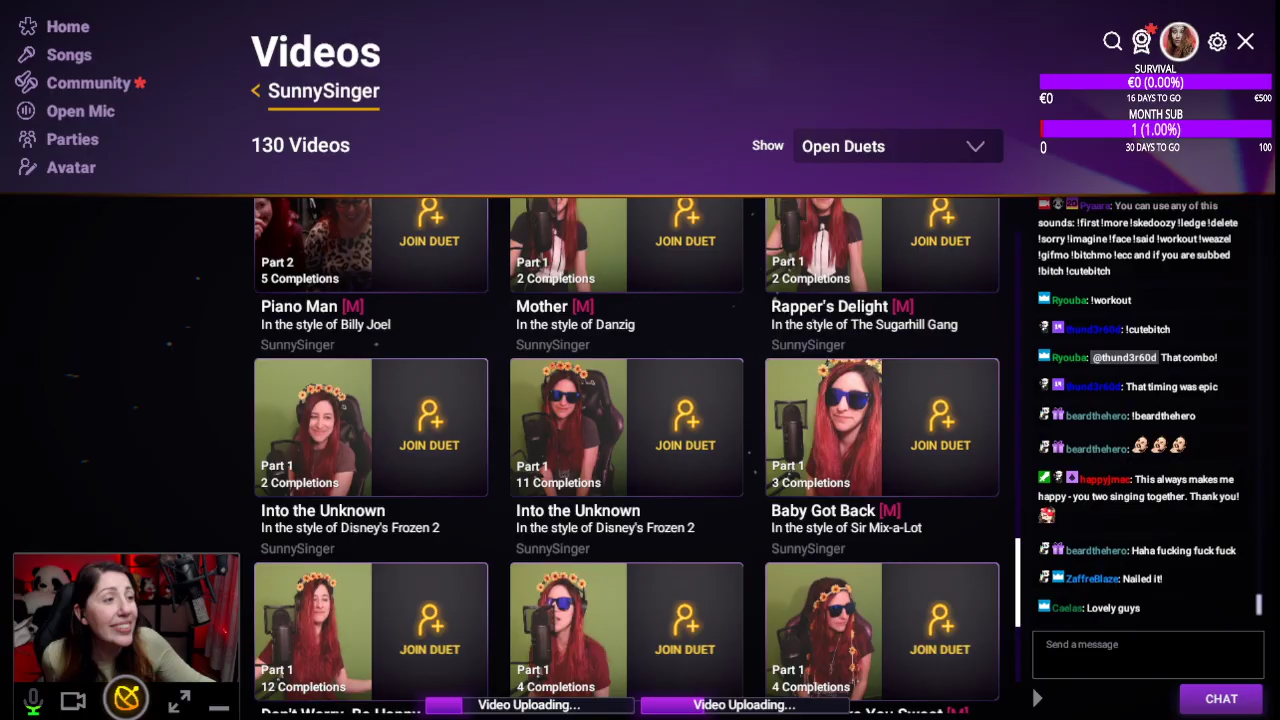 Home
Songs
Community *
Open Mic
Parties
Avatar
Videos
< SunnySinger
130 Videos
Show
Open Duets
SURVIVAL
€0 (0.00%)
€0 16 DAYS TO GO €500
MONTH SUB
1 (1.00%)
0 30 DAYS TO GO 100
JOIN DUET
Part 2
5 Completions
Piano Man [M]
In the style of Billy Joel
SunnySinger
JOIN DUET
Part 1
2 Completions
Mother [M]
In the style of Danzig
SunnySinger
JOIN DUET
Part 1
2 Completions
Rapper's Delight [M]
In the style of The Sugarhill Gang
SunnySinger
JOIN DUET
Part 1
2 Completions
Into the Unknown
In the style of Disney's Frozen 2
SunnySinger
JOIN DUET
Part 1
11 Completions
Into the Unknown
In the style of Disney's Frozen 2
SunnySinger
JOIN DUET
Part 1
3 Completions
Baby Got Back [M]
In the style of Sir Mix-a-Lot
SunnySinger
JOIN DUET
Part 1
12 Completions
JOIN DUET
Part 1
4 Completions
JOIN DUET
Part 1
4 Completions
Don't Worry, Be Happy
You Sweet [M]
Video Uploading...
Video Uploading...
Pyaara: You can use any of this
sounds: !first !more !skedoozy !ledge !delete
!sorry !imagine !face !said !workout !weazel
!gifmo !bitchmo !ecc and if you are subbed
!bitch !cutebitch
Ryouba: !workout
thund3r60d: !cutebitch
Ryouba: @thund3r60d That combo!
thund3r60d: That timing was epic
beardthehero: !beardthehero
beardthehero:
happyjmac: This always makes me
happy - you two singing together. Thank you!
beardthehero: Haha fucking fuck fuck
ZaffreBlaze: Nailed it!
Caelas: Lovely guys
Send a message
CHAT